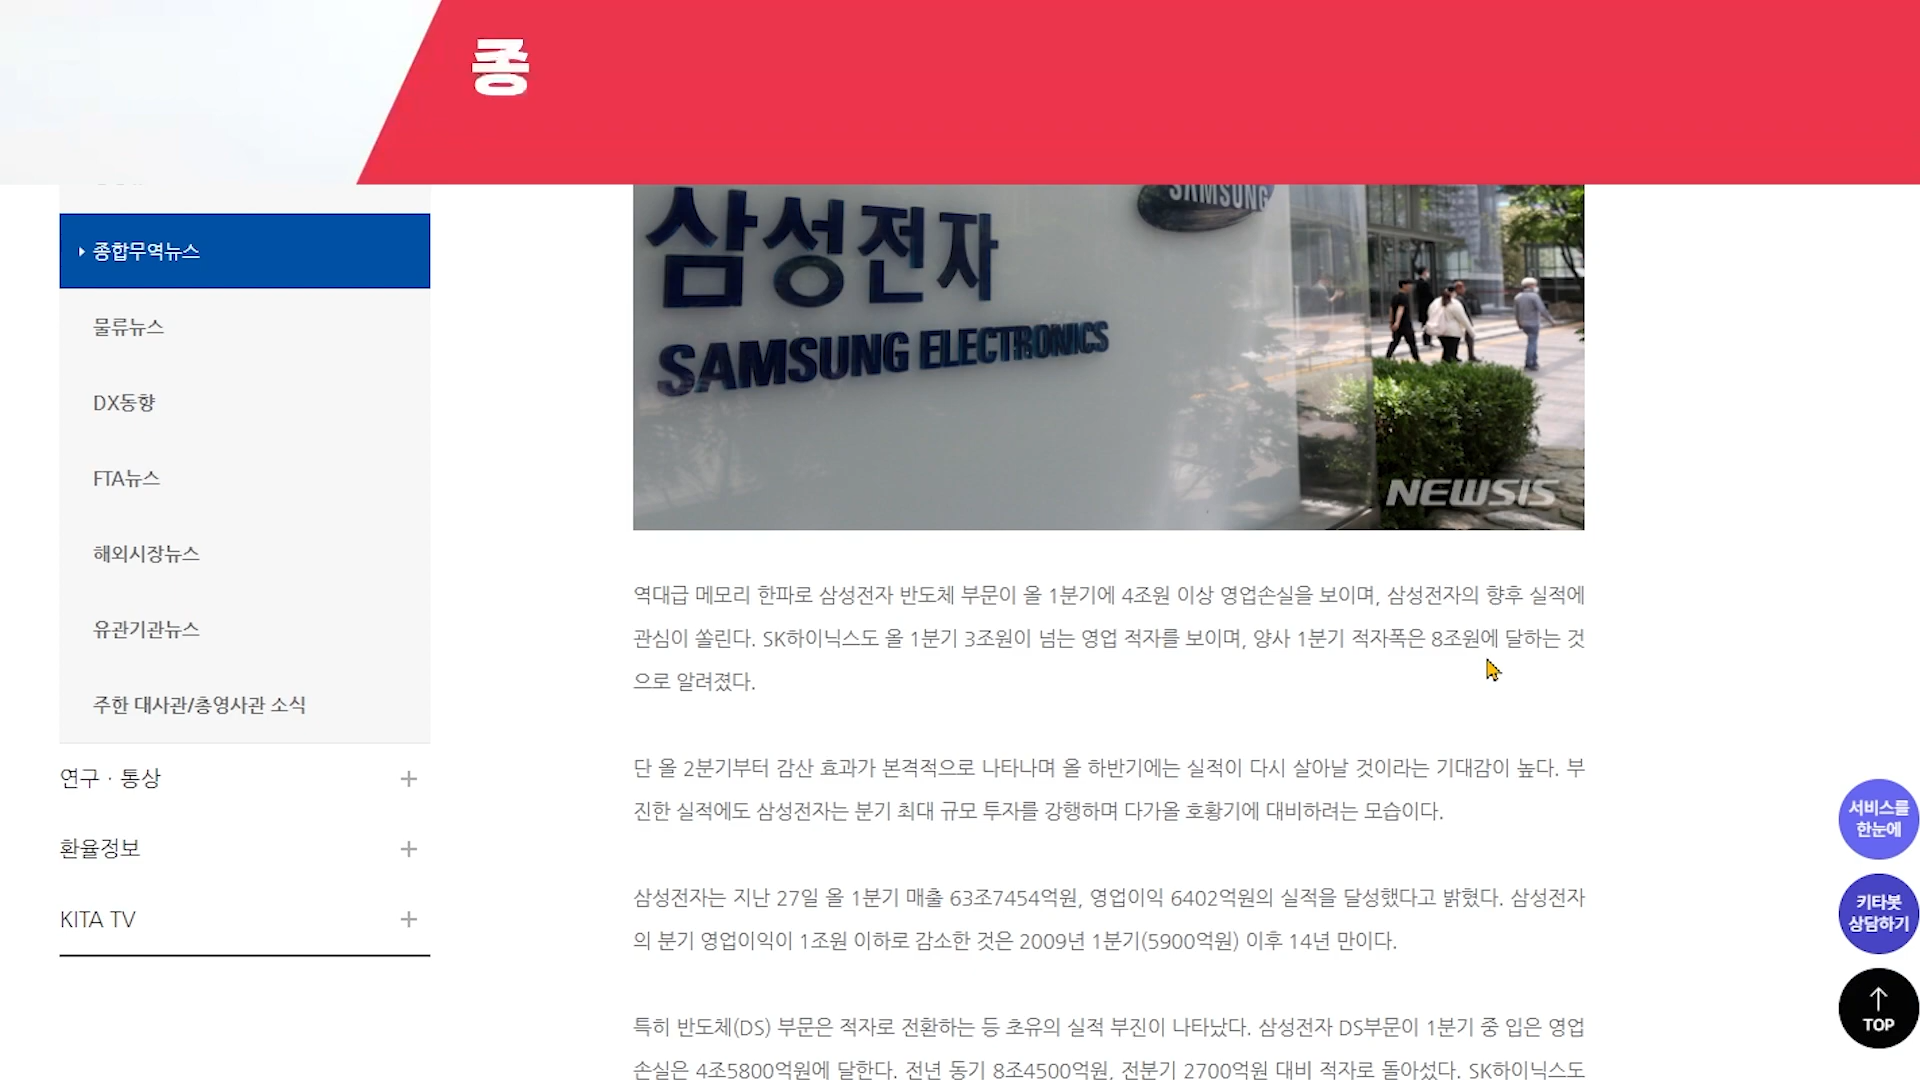 종
종합무역뉴스
물류뉴스
DX동향
FTA뉴스
해외시장뉴스
유관기관뉴스
주한 대사관/총영사관 소식
연구 · 통상
환율정보
KITA TV
SAMSUNG
삼성전자
SAMSUNG ELECTRONICS
NEWSIS
역대급 메모리 한파로 삼성전자 반도체 부문이 올 1분기에 4조원 이상 영업손실을 보이며, 삼성전자의 향후 실적에
관심이 쏠린다. SK하이닉스도 올 1분기 3조원이 넘는 영업 적자를 보이며, 양사 1분기 적자폭은 8조원에 달하는 것
으로 알려졌다.
단 올 2분기부터 감산 효과가 본격적으로 나타나며 올 하반기에는 실적이 다시 살아날 것이라는 기대감이 높다. 부
진한 실적에도 삼성전자는 분기 최대 규모 투자를 강행하며 다가올 호황기에 대비하려는 모습이다.
삼성전자는 지난 27일 올 1분기 매출 63조7454억원, 영업이익 6402억원의 실적을 달성했다고 밝혔다. 삼성전자
의 분기 영업이익이 1조원 이하로 감소한 것은 2009년 1분기(5900억원) 이후 14년 만이다.
특히 반도체(DS) 부문은 적자로 전환하는 등 초유의 실적 부진이 나타났다. 삼성전자 DS부문이 1분기 중 입은 영업
손실은 4조5800억원에 달한다. 전년 동기 8조4500억원, 전분기 2700억원 대비 적자로 돌아섰다. SK하이닉스도
서비스를
한눈에
키타봇
상담하기
TOP